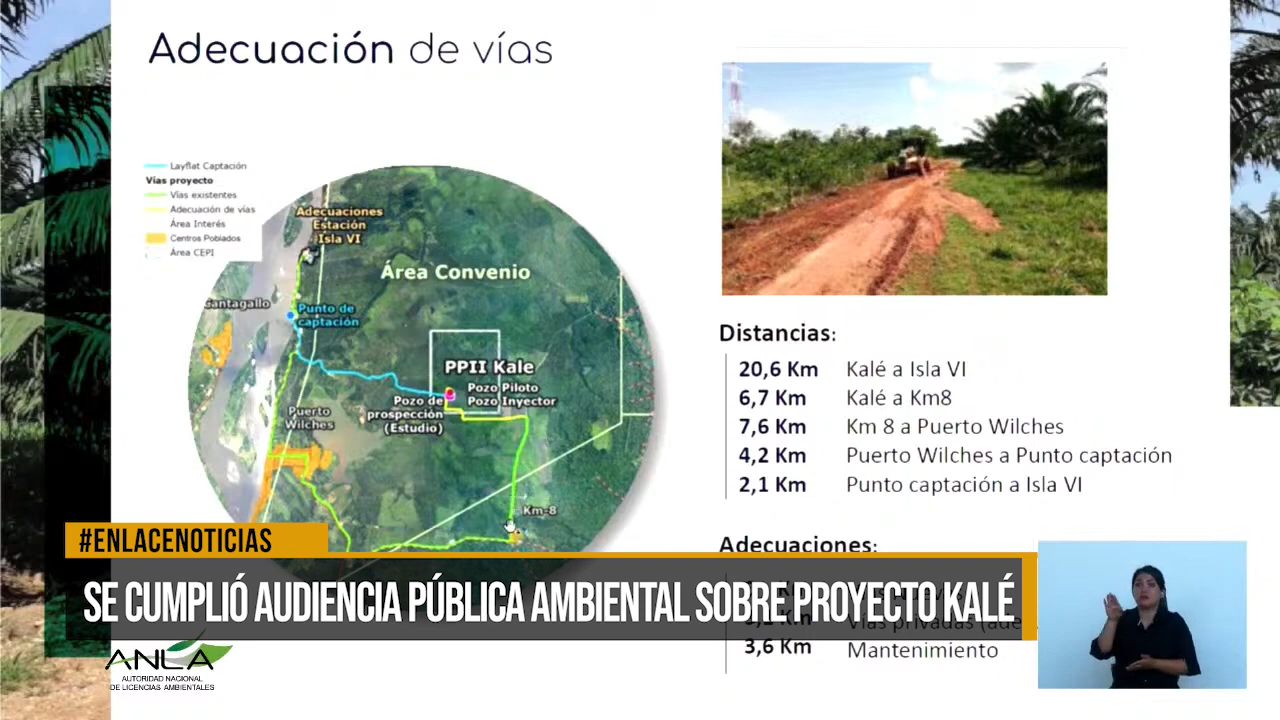 Adecuación de vías
Layflat Captación
Vías proyecto
Vías existentes
Adecuación de vías
Área Interés
Centros Poblados
Área CEPI
Adecuaciones
Estación
Isla VI
Área Convenio
Cantagallo
Punto de
captación
PPII Kale
Pozo Piloto
Pozo Inyector
Pozo de
prospección
(Estudio)
Puerto
Wilches
Km-8
Distancias:
20,6 Km Kalé a Isla VI
6,7 Km Kalé a Km8
7,6 Km Km 8 a Puerto Wilches
4,2 Km Puerto Wilches a Punto captación
2,1 Km Punto captación a Isla VI
Adecuaciones:
Vías privadas
3,6 Km Mantenimiento
#ENLACENOTICIAS
SE CUMPLIÓ AUDIENCIA PÚBLICA AMBIENTAL SOBRE PROYECTO KALÉ
ANLA
AUTORIDAD NACIONAL
DE LICENCIAS AMBIENTALES